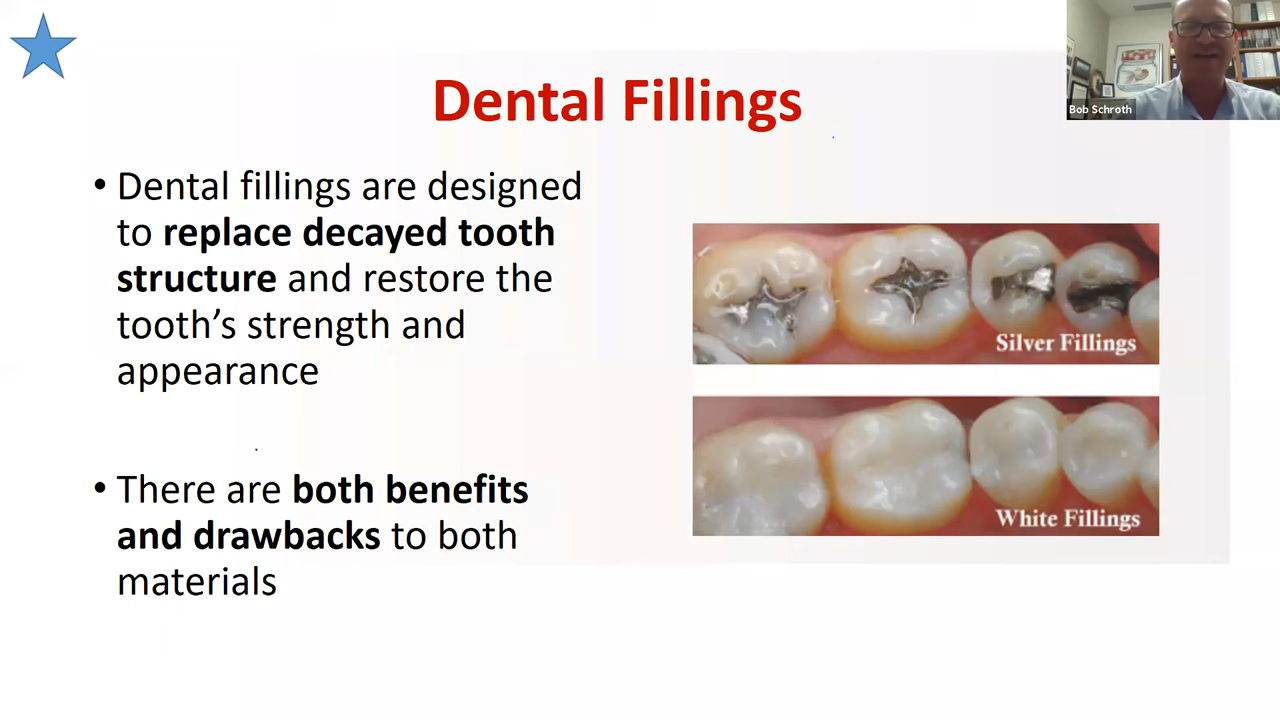 Dental Fillings
Bob Schroth
• Dental fillings are designed
to replace decayed tooth
structure and restore the
tooth’s strength and
appearance
• There are both benefits
and drawbacks to both
materials
Silver Fillings
White Fillings